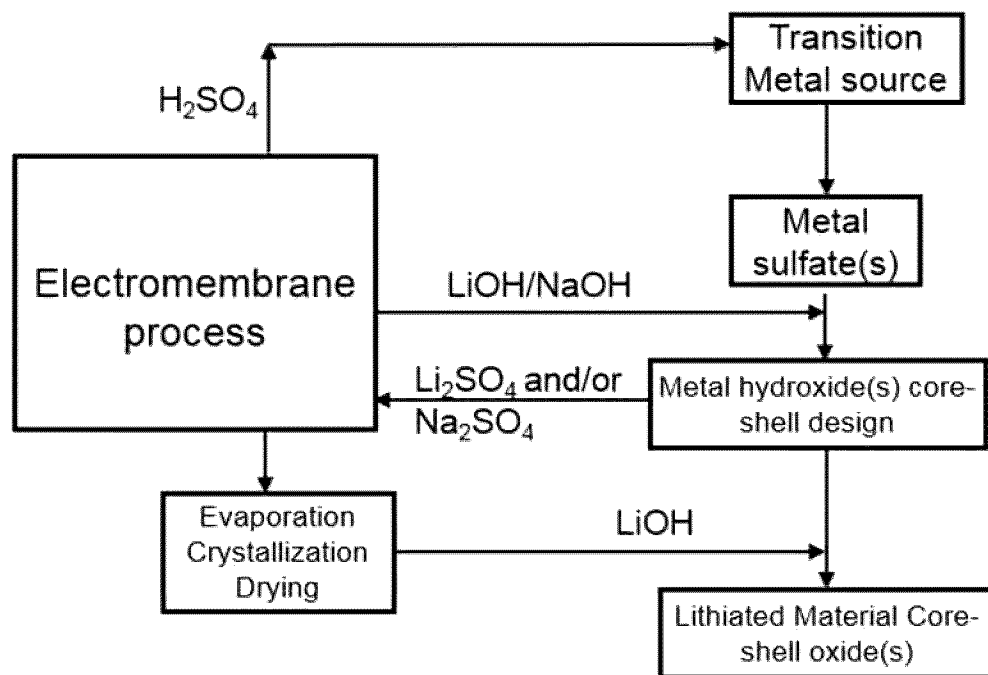 Transition
Metal source
H₂SO₄
Metal
sulfate(s)
Electromembrane
process
LiOH/NaOH
Li₂SO₄ and/or
Na₂SO₄
Metal hydroxide(s) core-
shell design
Evaporation
Crystallization
Drying
LiOH
Lithiated Material Core-
shell oxide(s)